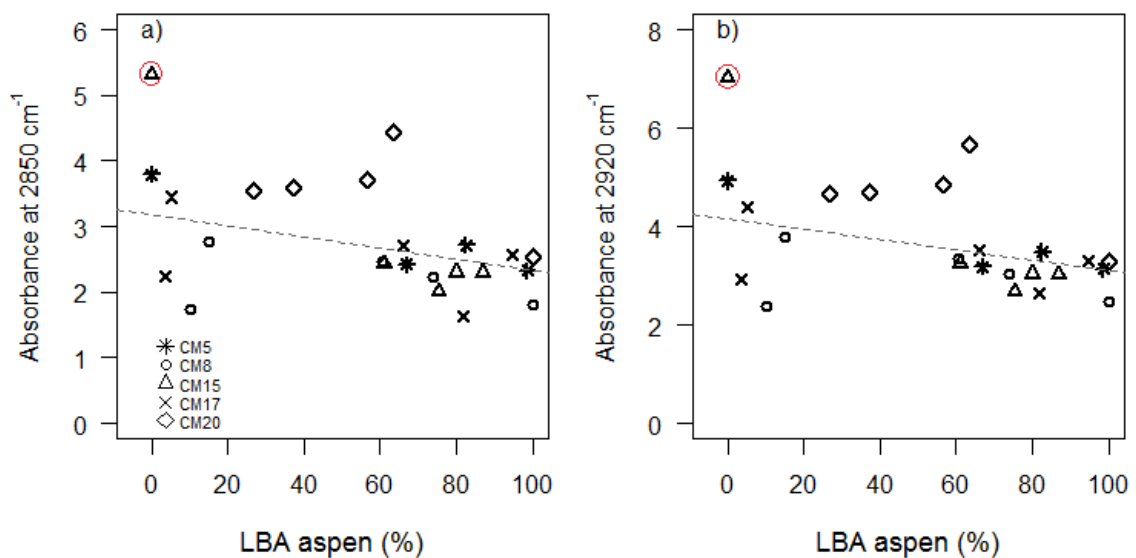 a)
Absorbance at 2850 cm⁻¹
6
5
4
3
2
1
0
CM5
CM8
CM15
CM17
CM20
0 20 40 60 80 100
LBA aspen (%)
b)
Absorbance at 2920 cm⁻¹
8
6
4
2
0
0 20 40 60 80 100
LBA aspen (%)